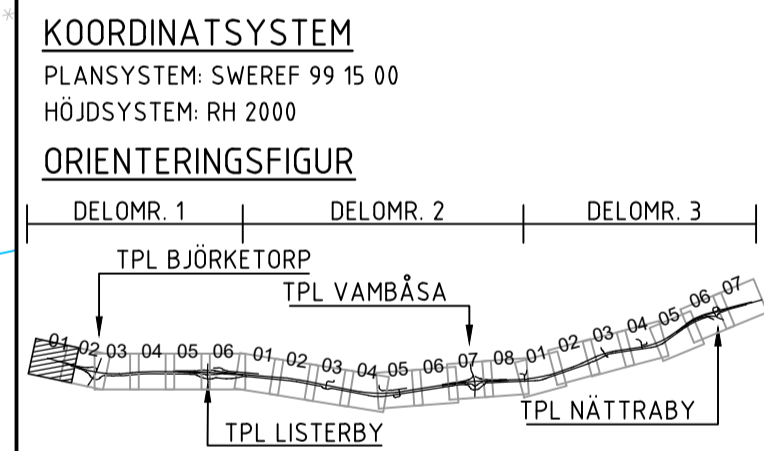 KOORDINATSYSTEM
PLANSYSTEM: SWEREF 99 15 00
HÖJDSYSTEM: RH 2000
ORIENTERINGSFIGUR
DELOMR. 1 DELOMR. 2 DELOMR. 3
TPL BJÖRKETORP
TPL VAMBÅSA
01 02 03 04 05 06 01 02 03 04 05 06 07 08 01 02 03 04 05 06 07
TPL NÄTTRABY
TPL LISTERBY